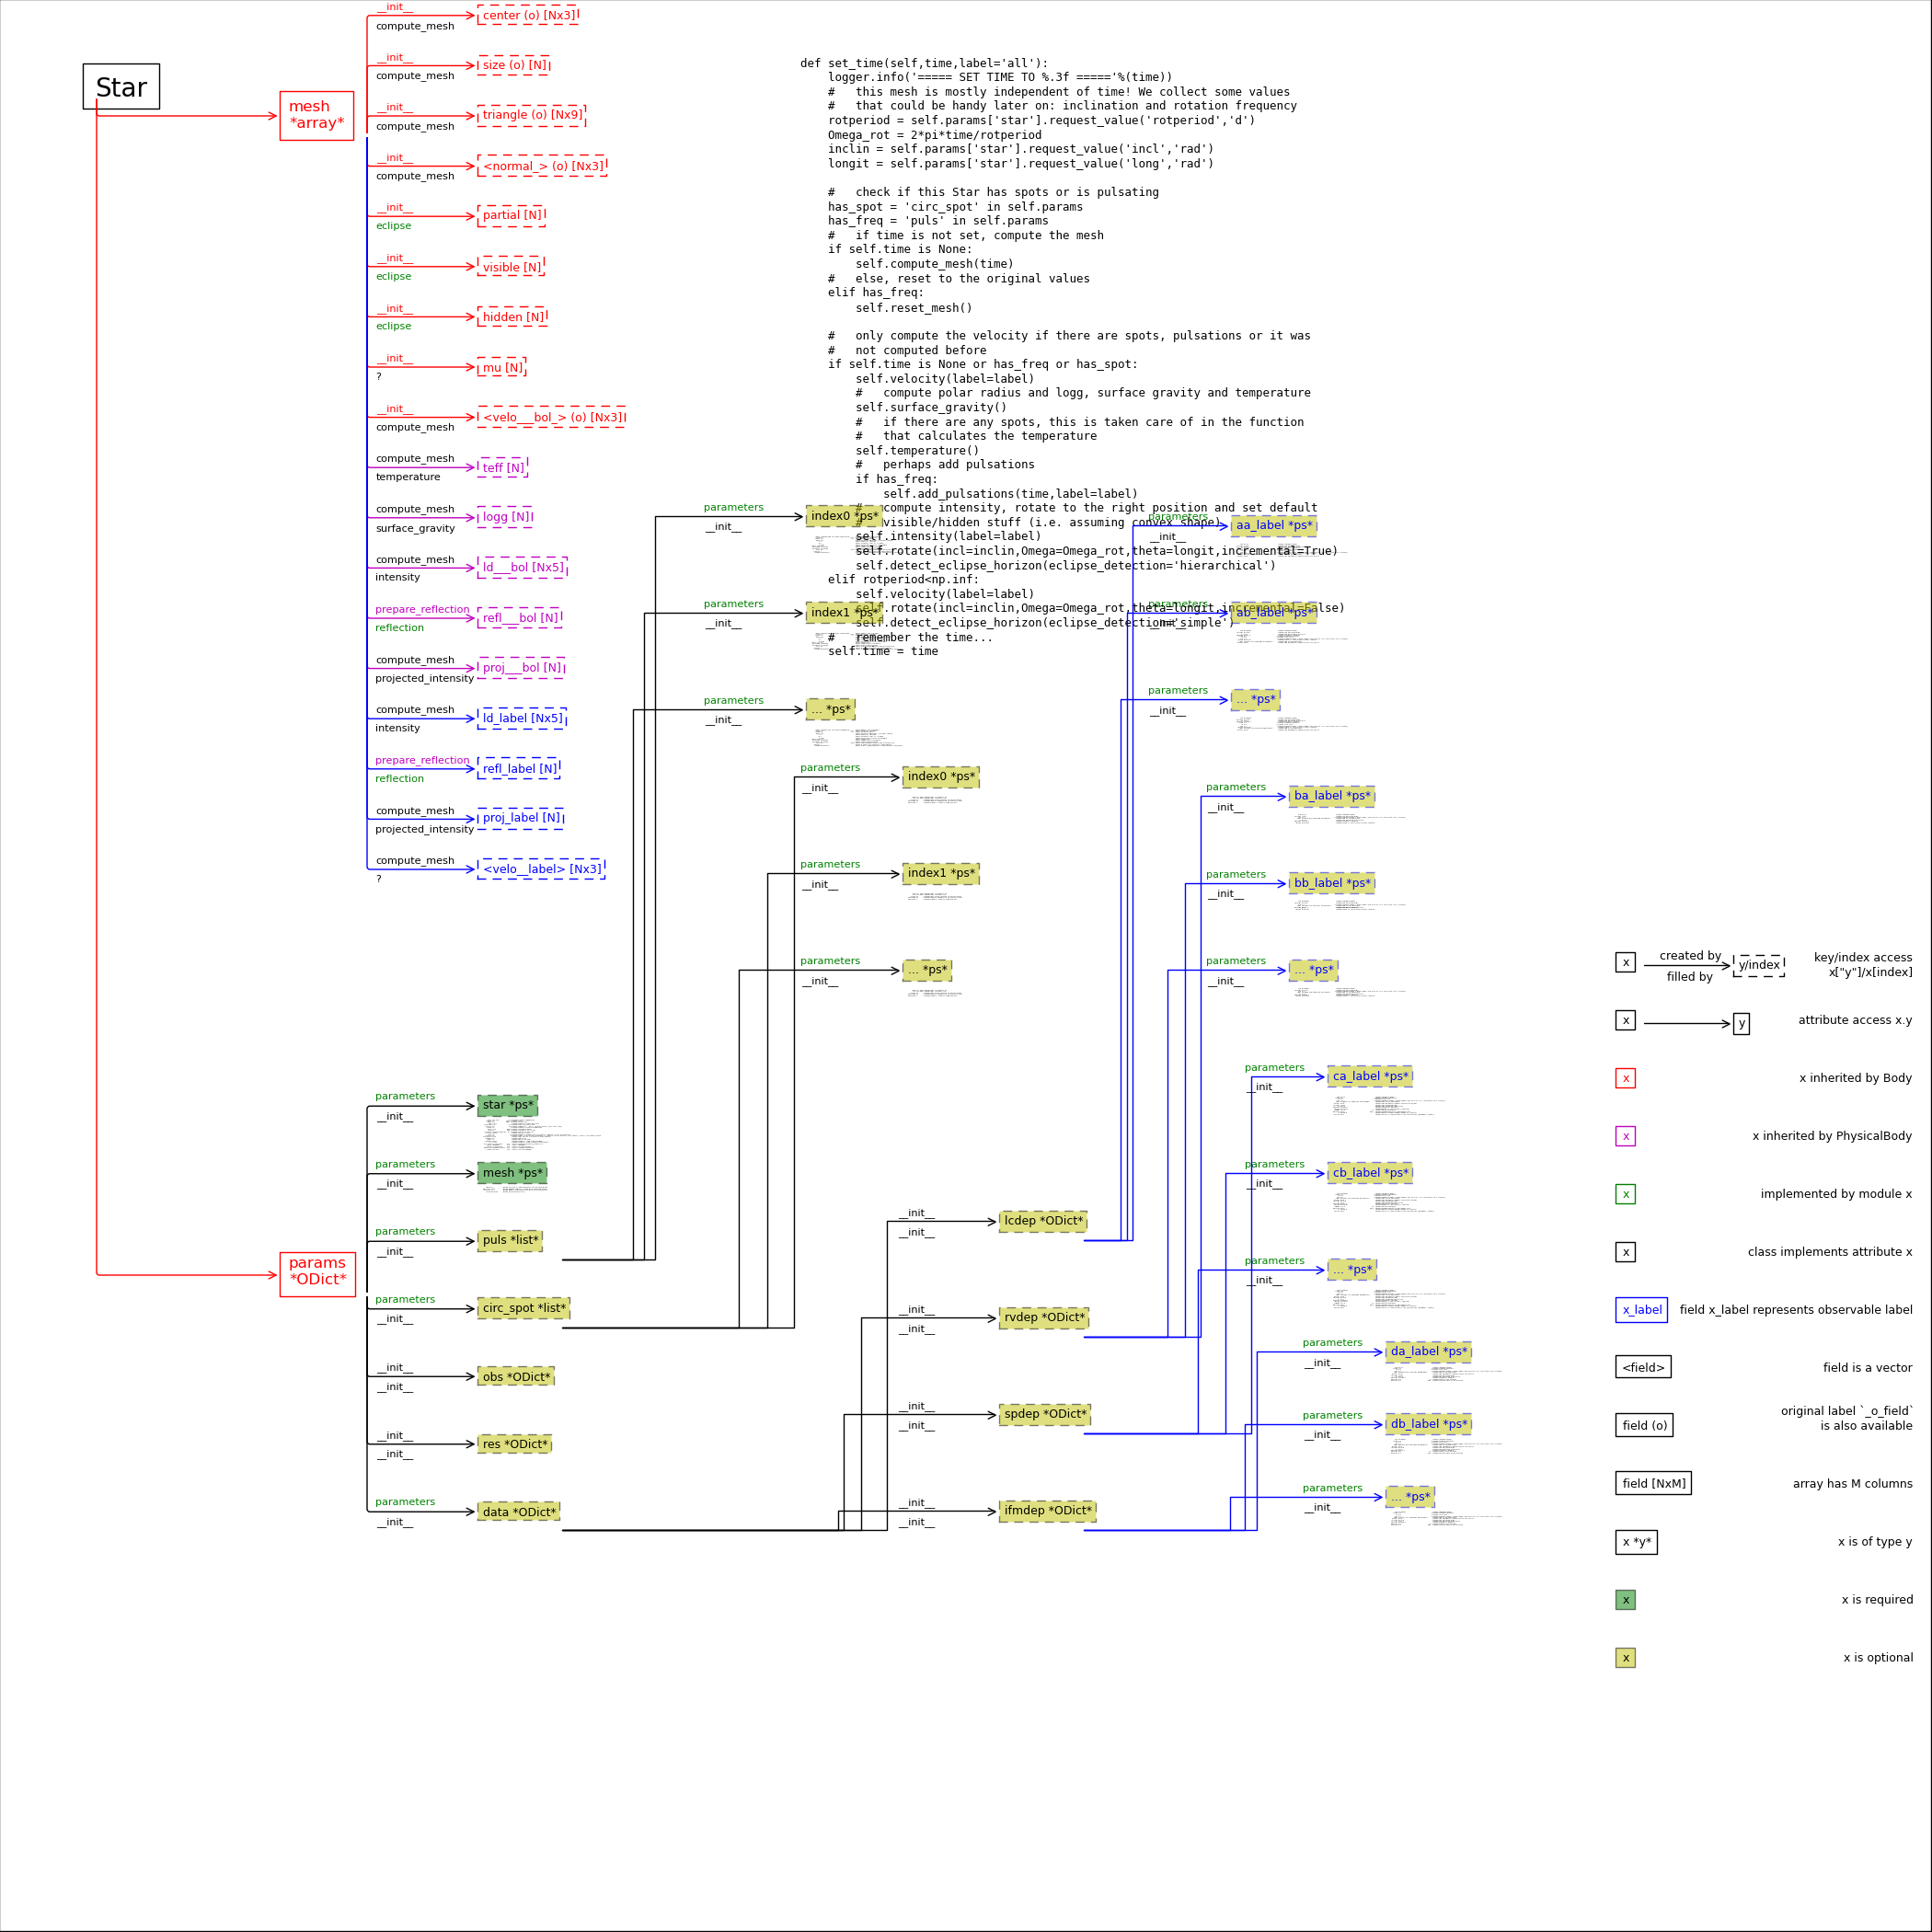 Star
mesh
*array*
__init__
compute_mesh
center (o) [Nx3]
__init__
compute_mesh
size (o) [N]
__init__
compute_mesh
triangle (o) [Nx9]
__init__
compute_mesh
<normal_> (o) [Nx3]
__init__
eclipse
partial [N]
__init__
eclipse
visible [N]
__init__
eclipse
hidden [N]
__init__
?
mu [N]
__init__
compute_mesh
<velo___bol_> (o) [Nx3]
compute_mesh
temperature
teff [N]
compute_mesh
surface_gravity
logg [N]
compute_mesh
intensity
ld___bol [Nx5]
prepare_reflection
reflection
refl___bol [N]
compute_mesh
projected_intensity
proj___bol [N]
compute_mesh
intensity
ld_label [Nx5]
prepare_reflection
reflection
refl_label [N]
compute_mesh
projected_intensity
proj_label [N]
compute_mesh
?
<velo__label> [Nx3]
def set_time(self,time,label='all'):
logger.info('===== SET TIME TO %.3f ====='%(time))
#   this mesh is mostly independent of time! We collect some values
#   that could be handy later on: inclination and rotation frequency
rotperiod = self.params['star'].request_value('rotperiod','d')
Omega_rot = 2*pi*time/rotperiod
inclin = self.params['star'].request_value('incl','rad')
longit = self.params['star'].request_value('long','rad')
#   check if this Star has spots or is pulsating
has_spot = 'circ_spot' in self.params
has_freq = 'puls' in self.params
#   if time is not set, compute the mesh
if self.time is None:
self.compute_mesh(time)
#   else, reset to the original values
elif has_freq:
self.reset_mesh()
#   only compute the velocity if there are spots, pulsations or it was
#   not computed before
if self.time is None or has_freq or has_spot:
self.velocity(label=label)
#   compute polar radius and logg, surface gravity and temperature
self.surface_gravity()
#   if there are any spots, this is taken care of in the function
#   that calculates the temperature
self.temperature()
#   perhaps add pulsations
if has_freq:
self.add_pulsations(time,label=label)
#   compute intensity, rotate to the right position and set default
#   visible/hidden stuff (i.e. assuming convex shape)
self.intensity(label=label)
self.rotate(incl=inclin,Omega=Omega_rot,theta=longit,incremental=True)
self.detect_eclipse_horizon(eclipse_detection='hierarchical')
elif rotperiod<np.inf:
self.velocity(label=label)
self.rotate(incl=inclin,Omega=Omega_rot,theta=longit,incremental=False)
self.detect_eclipse_horizon(eclipse_detection='simple')
#   remember the time...
self.time = time
parameters
__init__
index0 *ps*
parameters
__init__
index1 *ps*
parameters
__init__
... *ps*
parameters
__init__
index0 *ps*
parameters
__init__
index1 *ps*
parameters
__init__
... *ps*
parameters
__init__
aa_label *ps*
parameters
__init__
ab_label *ps*
parameters
__init__
... *ps*
parameters
__init__
ba_label *ps*
parameters
__init__
bb_label *ps*
parameters
__init__
... *ps*
parameters
__init__
ca_label *ps*
parameters
__init__
cb_label *ps*
parameters
__init__
... *ps*
parameters
__init__
da_label *ps*
parameters
__init__
db_label *ps*
parameters
__init__
... *ps*
params
*ODict*
parameters
__init__
star *ps*
parameters
__init__
mesh *ps*
parameters
__init__
puls *list*
parameters
__init__
circ_spot *list*
__init__
__init__
obs *ODict*
__init__
__init__
res *ODict*
parameters
__init__
data *ODict*
__init__
__init__
lcdep *ODict*
__init__
__init__
rvdep *ODict*
__init__
__init__
spdep *ODict*
__init__
__init__
ifmdep *ODict*
x
created by
filled by
y/index
key/index access
x["y"]/x[index]
x
y
attribute access x.y
x
x inherited by Body
x
x inherited by PhysicalBody
x
implemented by module x
x
class implements attribute x
x_label
field x_label represents observable label
<field>
field is a vector
field (o)
original label `_o_field`
is also available
field [NxM]
array has M columns
x *y*
x is of type y
x
x is required
x
x is optional